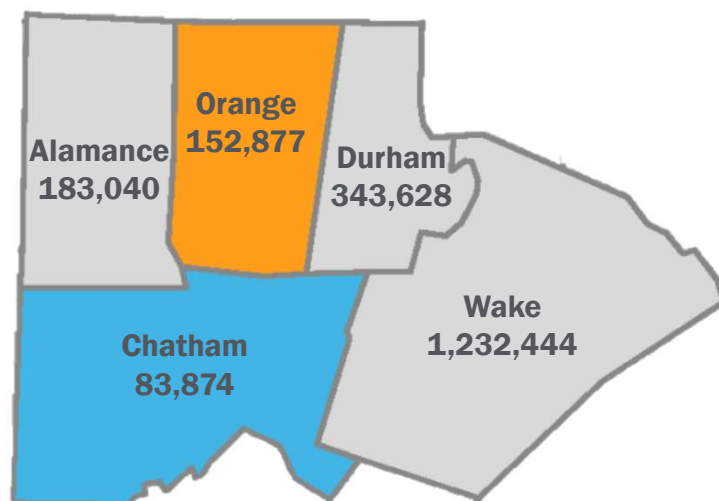 Orange
152,877
Alamance
183,040
Durham
343,628
Wake
1,232,444
Chatham
83,874